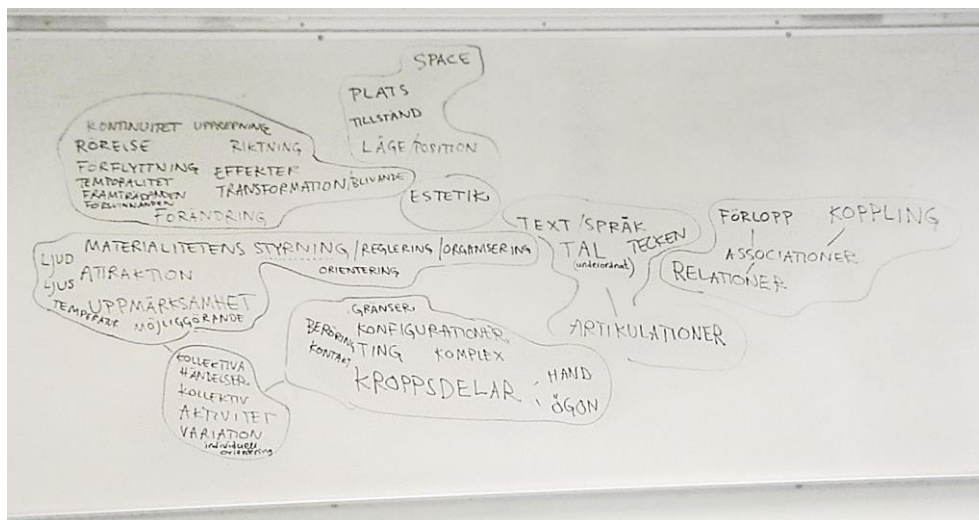 SPACE
PLATS
TILLSTÅND
LÄGE/POSITION
KONTINUITET UPPREPNING
RÖRELSE RIKTNING
FÖRFLYTTNING EFFEKTER
TEMPORALITET TRANSFORMATION/BLIVANDE
FRAMTRÄDANDEN
FÖRSVINNANDEN
FÖRÄNDRING
ESTETIK
TEXT/SPRÅK
TAL TECKEN
(underordnat)
ARTIKULATIONER
FÖRLOPP KOPPLING
ASSOCIATIONER
RELATIONER
MATERIALITETENS STYRNING/REGLERING/ORGANISERING
ORIENTERING
LJUD
LJUS ATTRAKTION
UPPMÄRKSAMHET
TEMPERATUR MÖJLIGGÖRANDE
GRÄNSER
BERÖRING KONFIGURATIONER
KONTAKT TING KOMPLEX
KROPPSDELAR HAND
ÖGON
KOLLEKTIVA
HÄNDELSER
KOLLEKTIV
AKTIVITET
VARIATION
individuell
orientering